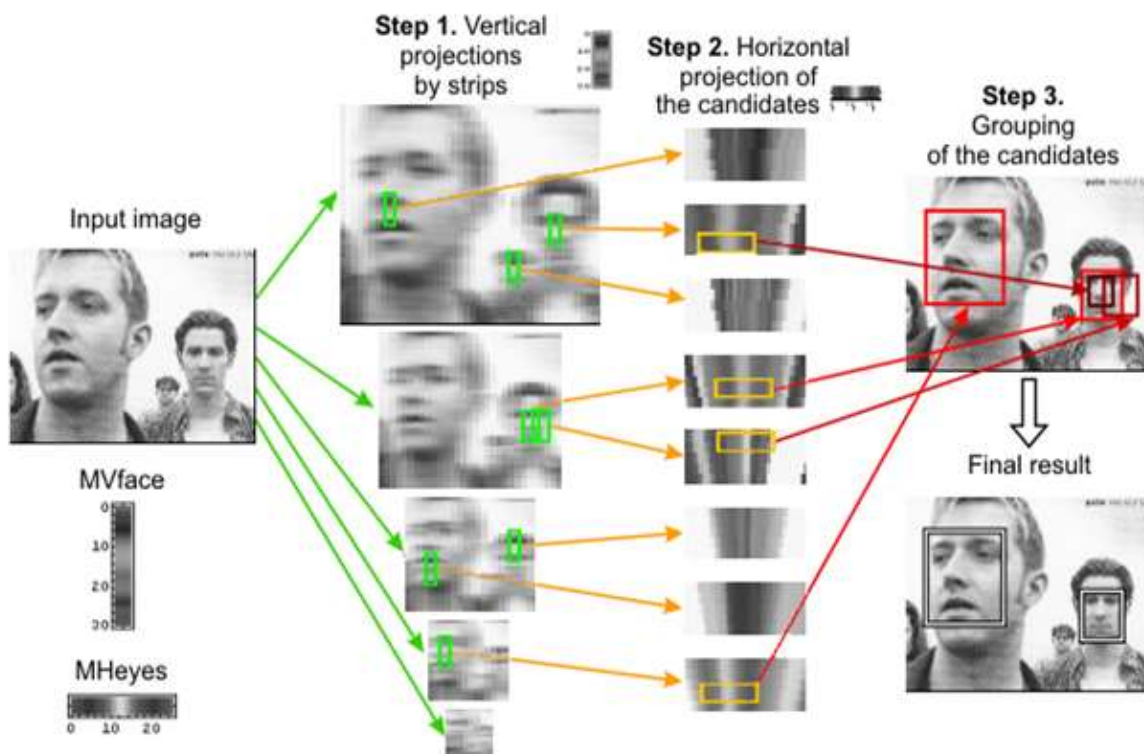 Step 1. Vertical
projections
by strips
Step 2. Horizontal
projection of
the candidates
Step 3.
Grouping
of the candidates
Input image
MVface
0
10
20
30
MHeyes
0 10 20
Final result